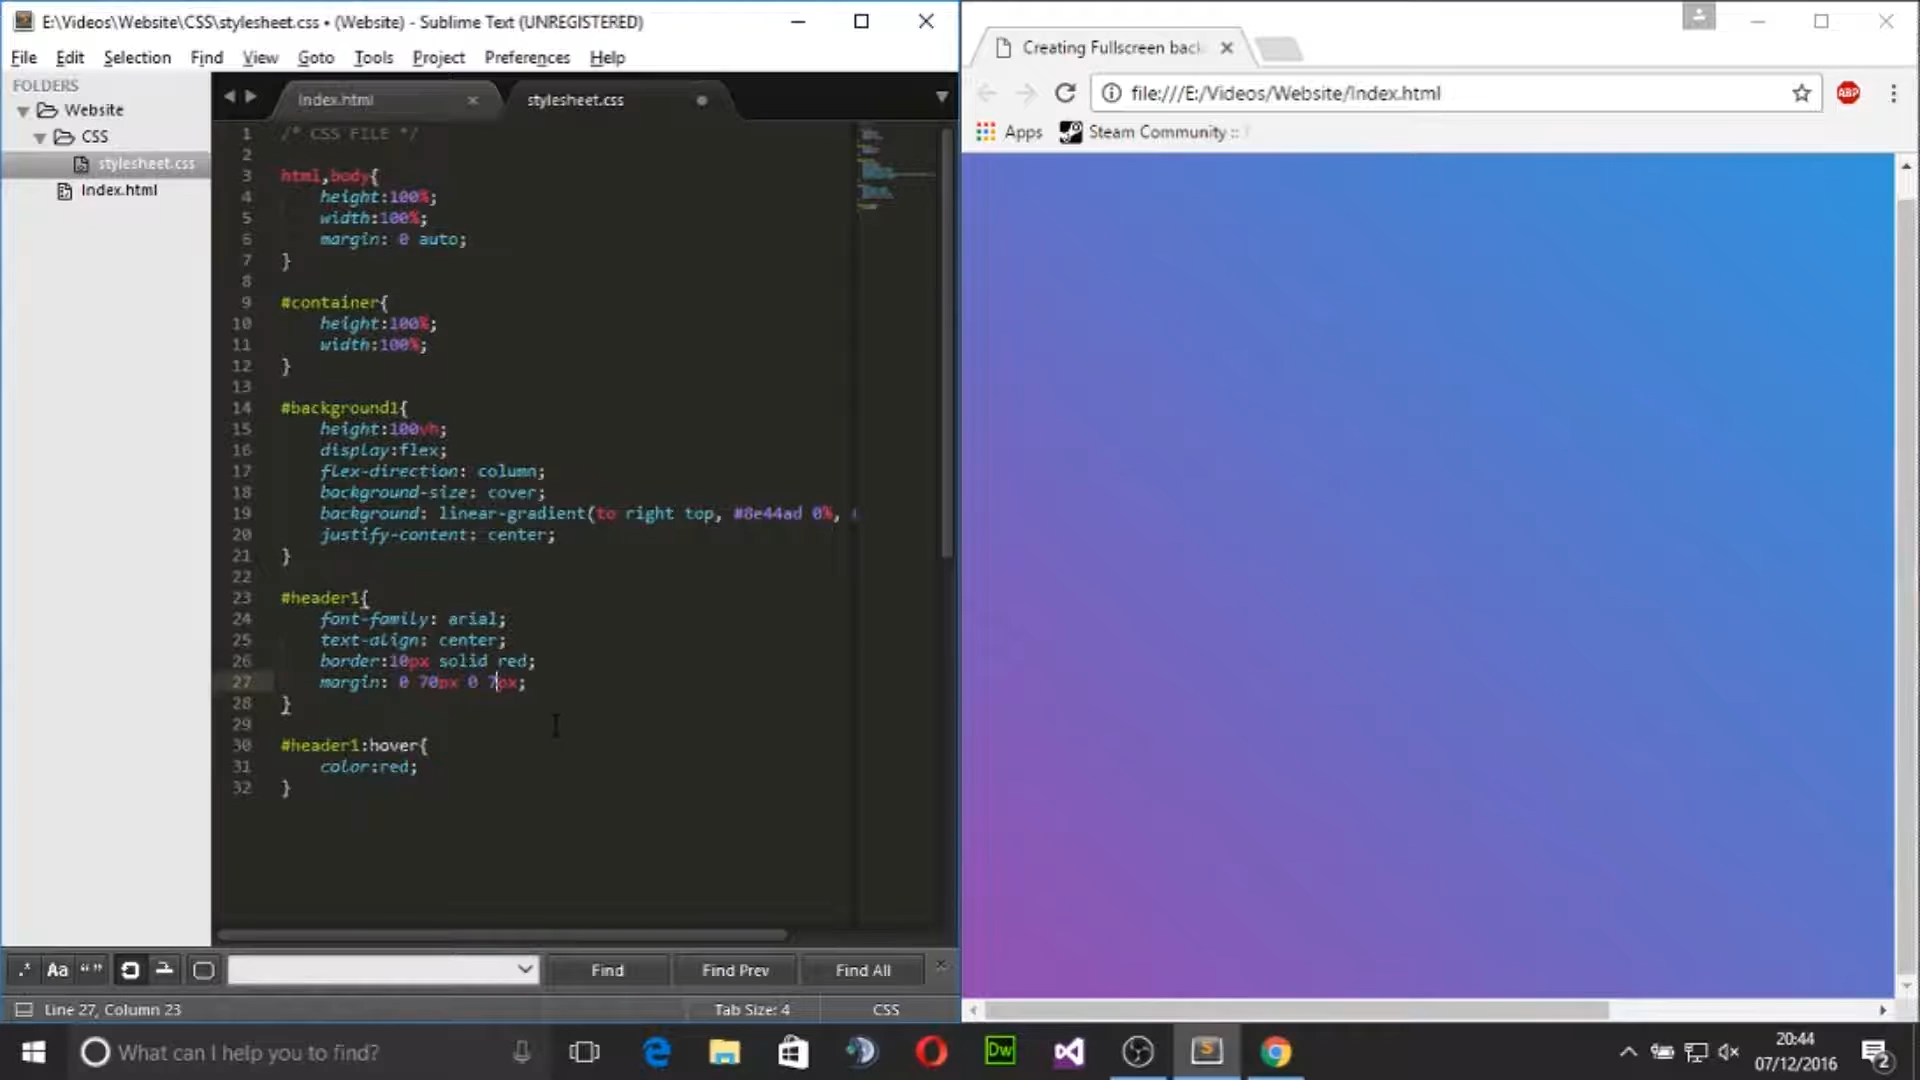 E:\Videos\Website\CSS\stylesheet.css • (Website) - Sublime Text (UNREGISTERED)
File Edit Selection Find View Goto Tools Project Preferences Help
FOLDERS
Website
CSS
stylesheet.css
Index.html
Index.html
stylesheet.css
1 /* CSS FILE */
2
3 html,body{
4 height:100%;
5 width:100%;
6 margin: 0 auto;
7 }
8
9 #container{
10 height:100%;
11 width:100%;
12 }
13
14 #background1{
15 height:100vh;
16 display:flex;
17 flex-direction: column;
18 background-size: cover;
19 background: linear-gradient(to right top, #8e44ad 0%,
20 justify-content: center;
21 }
22
23 #header1{
24 font-family: arial;
25 text-align: center;
26 border:10px solid red;
27 margin: 0 70px 0 7px;
28 }
29
30 #header1:hover{
31 color:red;
32 }
.* Aa “”
Find
Find Prev
Find All
Line 27, Column 23
Tab Size: 4
CSS
Creating Fullscreen bac
file:///E:/Videos/Website/Index.html
ABP
Apps
Steam Community ::
What can I help you to find?
Dw
S
20:44
07/12/2016
2